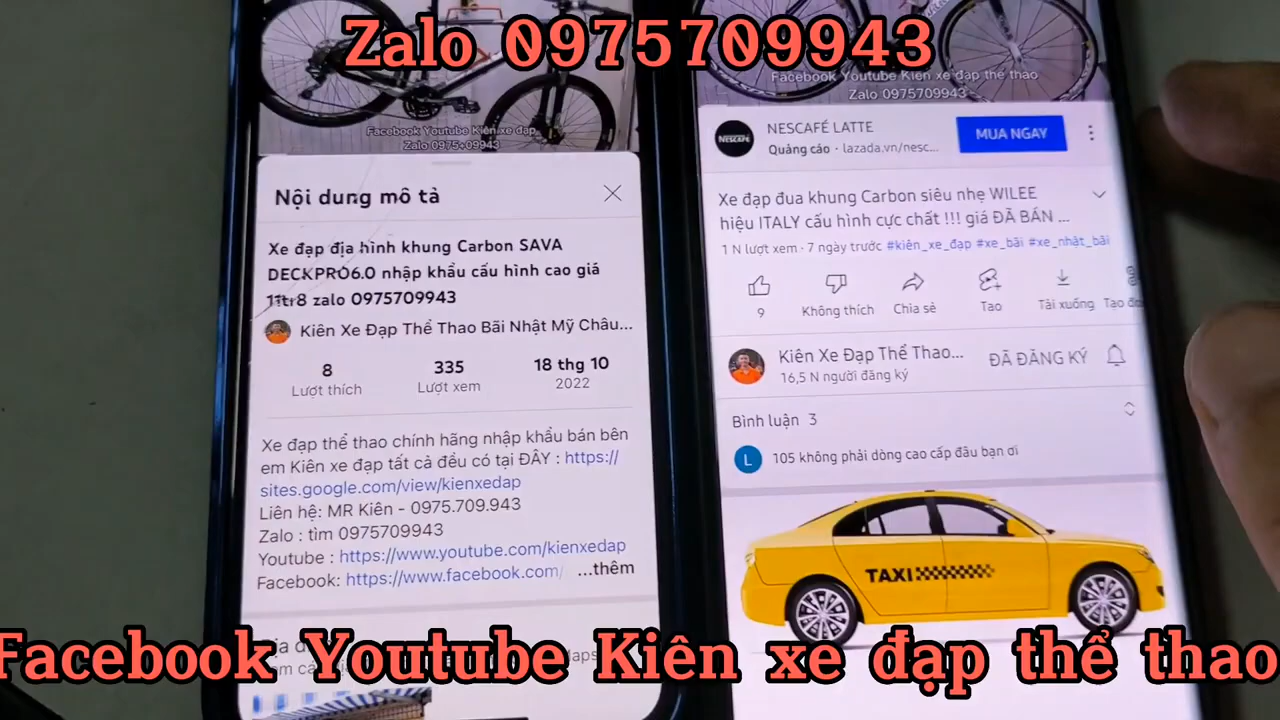 Zalo 0975709943
Facebook Youtube Kiên xe đạp
Zalo 0975709943
Nội dung mô tả
Xe đạp địa hình khung Carbon SAVA
DECKPRO6.0 nhập khẩu cấu hình cao giá
11tr8 zalo 0975709943
Kiên Xe Đạp Thể Thao Bãi Nhật Mỹ Châu...
8
Lượt thích
335
Lượt xem
18 thg 10
2022
Xe đạp thể thao chính hãng nhập khẩu bán bên
em Kiên xe đạp tất cả đều có tại ĐÂY : https://
sites.google.com/view/kienxedap
Liên hệ: MR Kiên - 0975.709.943
Zalo : tìm 0975709943
Youtube : https://www.youtube.com/kienxedap
Facebook: https://www.facebook.com/ ...thêm
Facebook Youtube Kiên xe đạp thể thao
Zalo 0975709943
NESCAFÉ
NESCAFÉ LATTE
Quảng cáo · lazada.vn/nesc...
MUA NGAY
Xe đạp đua khung Carbon siêu nhẹ WILEE
hiệu ITALY cấu hình cực chất !!! giá ĐÃ BÁN ...
1 N lượt xem · 7 ngày trước #kiên_xe_đạp #xe_bãi #xe_nhật_bãi
9
Không thích
Chia sẻ
Tạo
Tải xuống
Tạo đo
Kiên Xe Đạp Thể Thao...
16,5 N người đăng ký
ĐÃ ĐĂNG KÝ
Bình luận 3
L
105 không phải dòng cao cấp đâu bạn ơi
TAXI
Facebook Youtube Kiên xe đạp thể thao